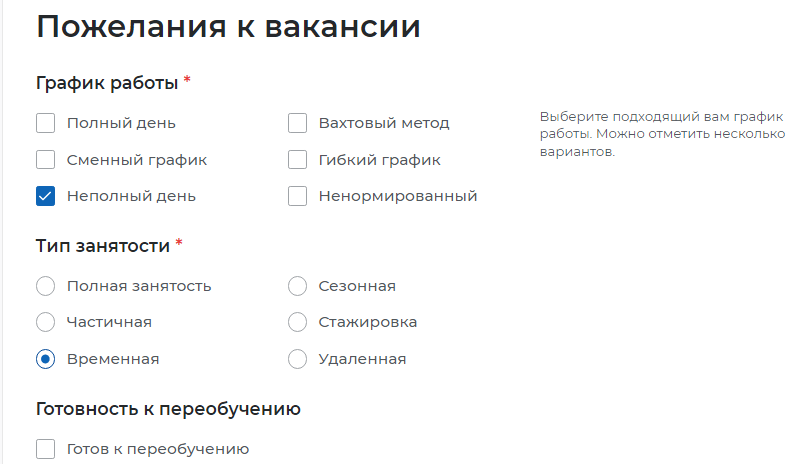 Пожелания к вакансии
График работы *
Полный день
Вахтовый метод
Выберите подходящий вам график
работы. Можно отметить несколько
вариантов.
Сменный график
Гибкий график
Неполный день
Ненормированный
Тип занятости *
Полная занятость
Сезонная
Частичная
Стажировка
Временная
Удаленная
Готовность к переобучению
Готов к переобучению